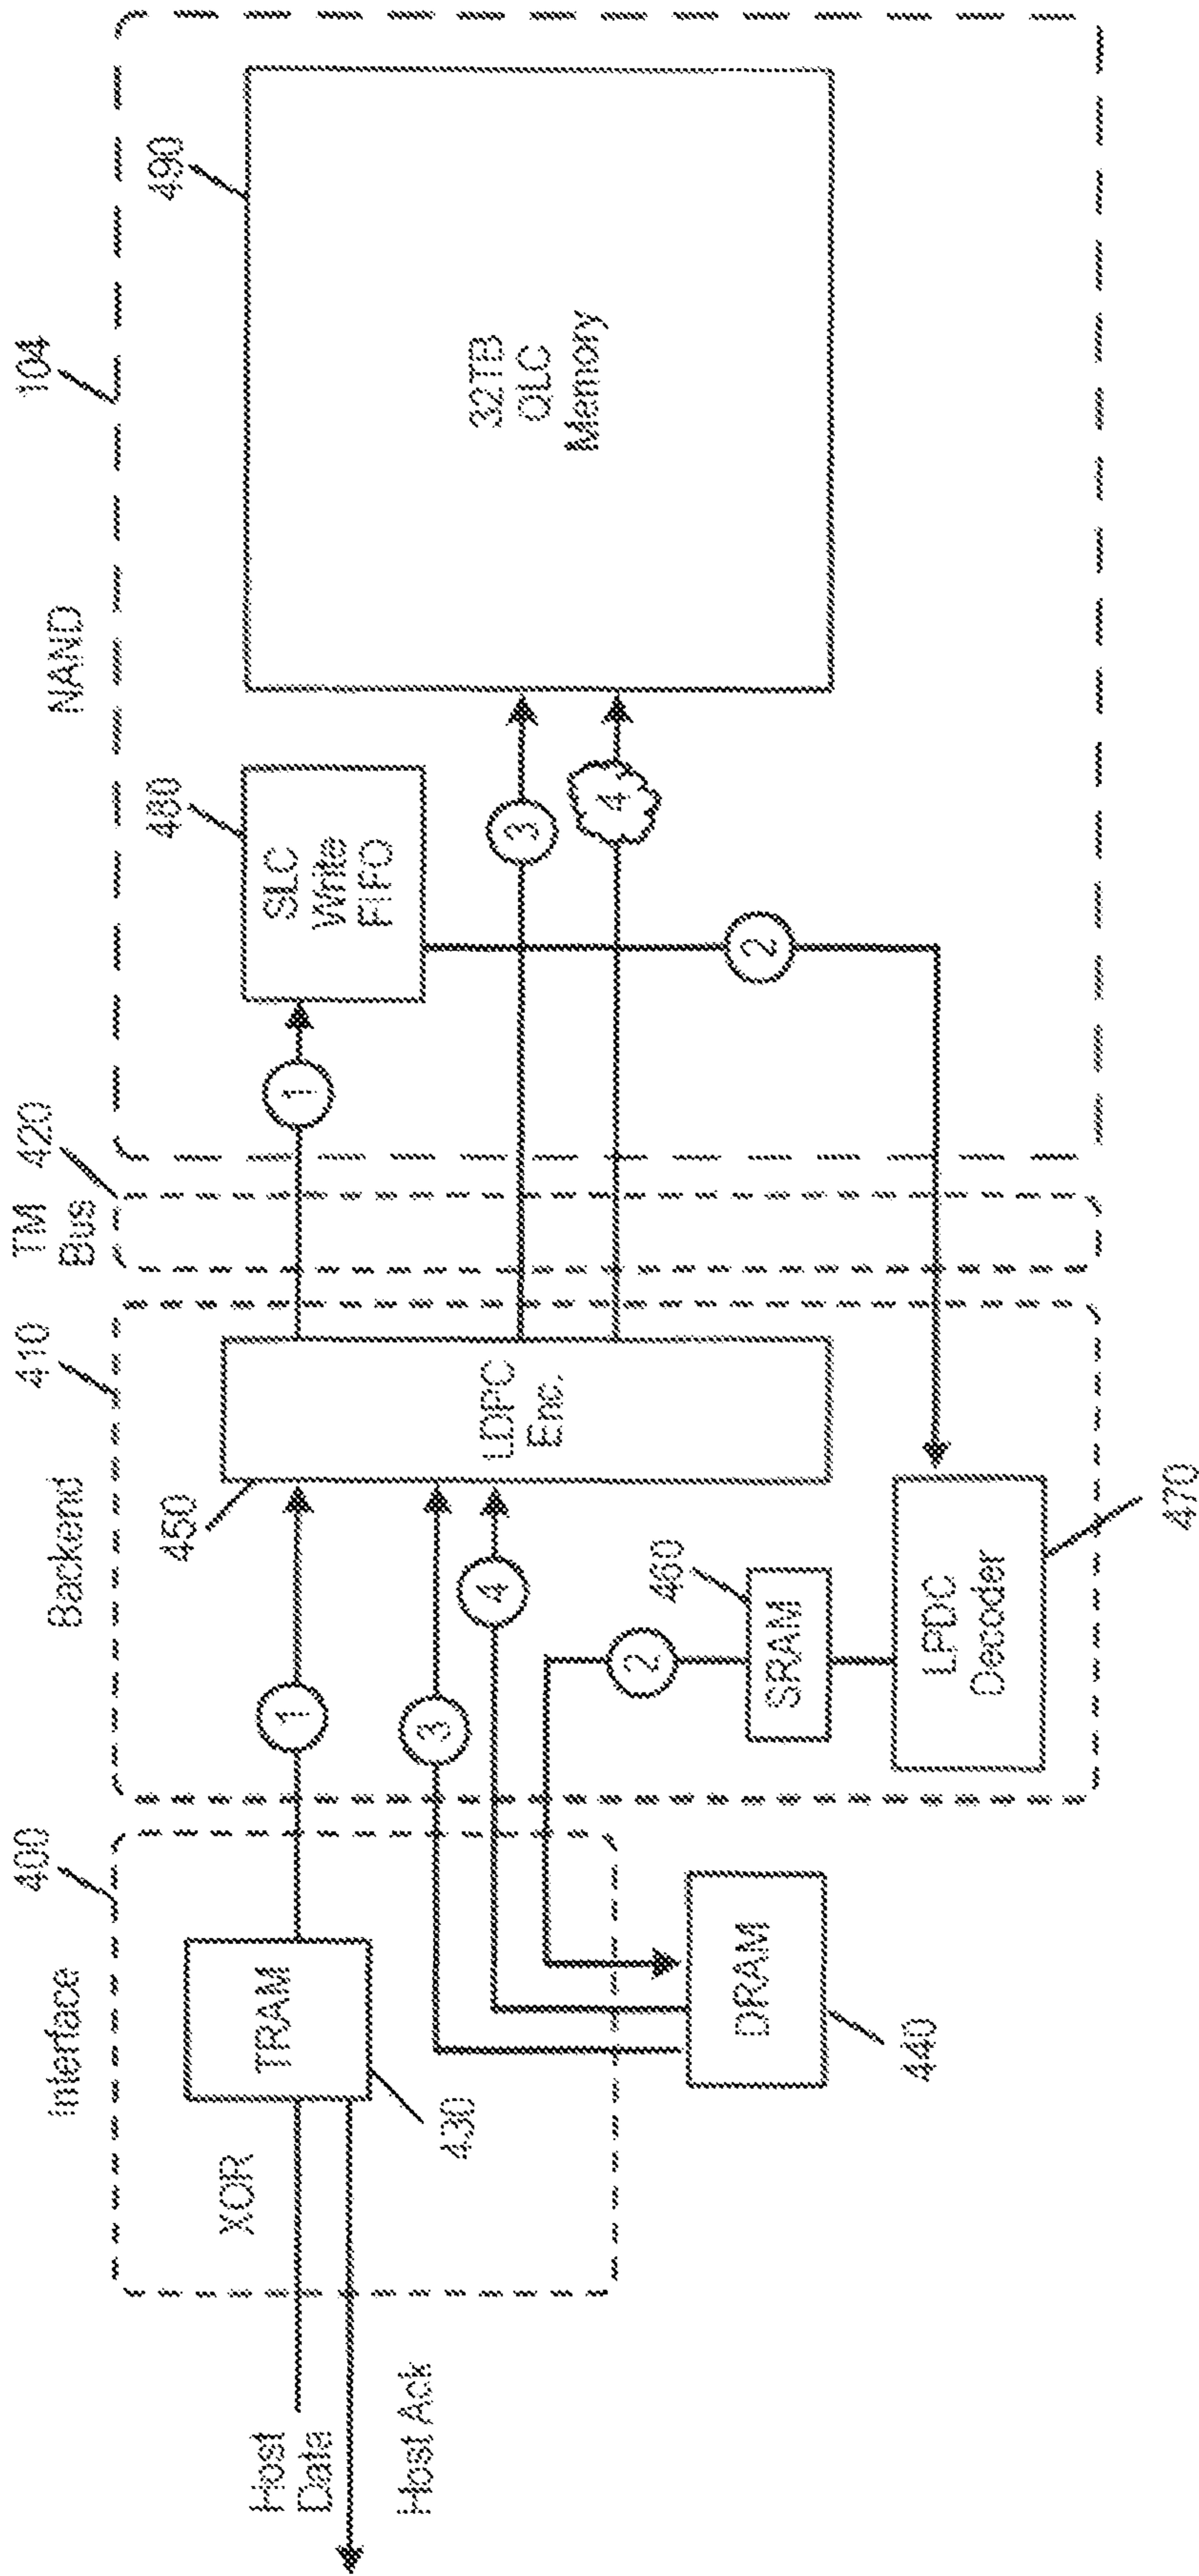 Interface
400
Backend
410
TM
Bus
420
NAND
104
Host
Data
Host Ack
XOR
TRAM
430
DRAM
440
1
3
4
2
450
LDPC
Enc.
SRAM
460
LPDC
Decoder
470
1
SLC
Write
FIFO
480
2
3
4
32TB
QLC
Memory
490